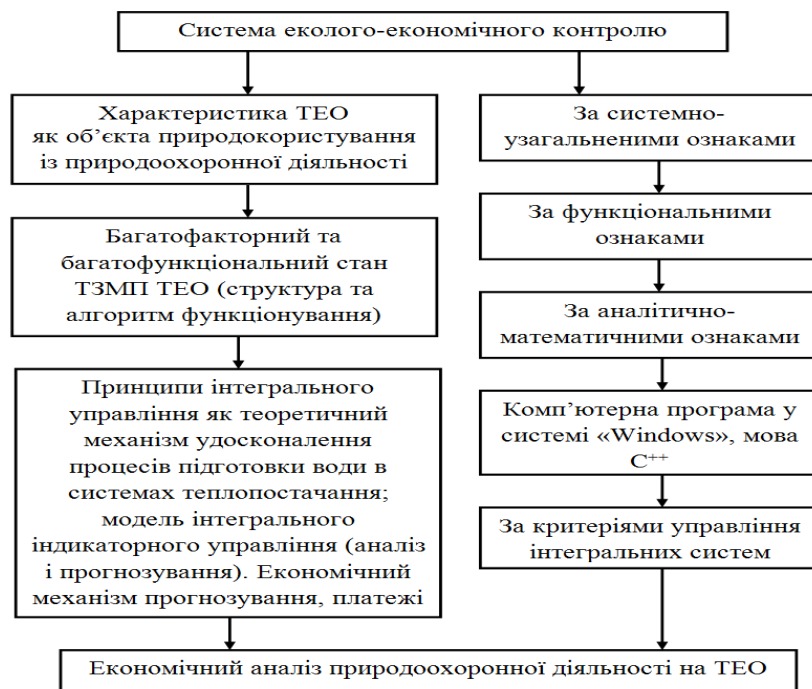 Система еколого-економічного контролю
Характеристика ТЕО
як об’єкта природокористування
із природоохоронної діяльності
Багатофакторний та
багатофункціональний стан
ТЗМП ТЕО (структура та
алгоритм функціонування)
Принципи інтегрального
управління як теоретичний
механізм удосконалення
процесів підготовки води в
системах теплопостачання;
модель інтегрального
індикаторного управління (аналіз
і прогнозування). Економічний
механізм прогнозування, платежі
За системно-
узагальненими ознаками
За функціональними
ознаками
За аналітично-
математичними ознаками
Комп’ютерна програма у
системі «Windows», мова
C++
За критеріями управління
інтегральних систем
Економічний аналіз природоохоронної діяльності на ТЕО